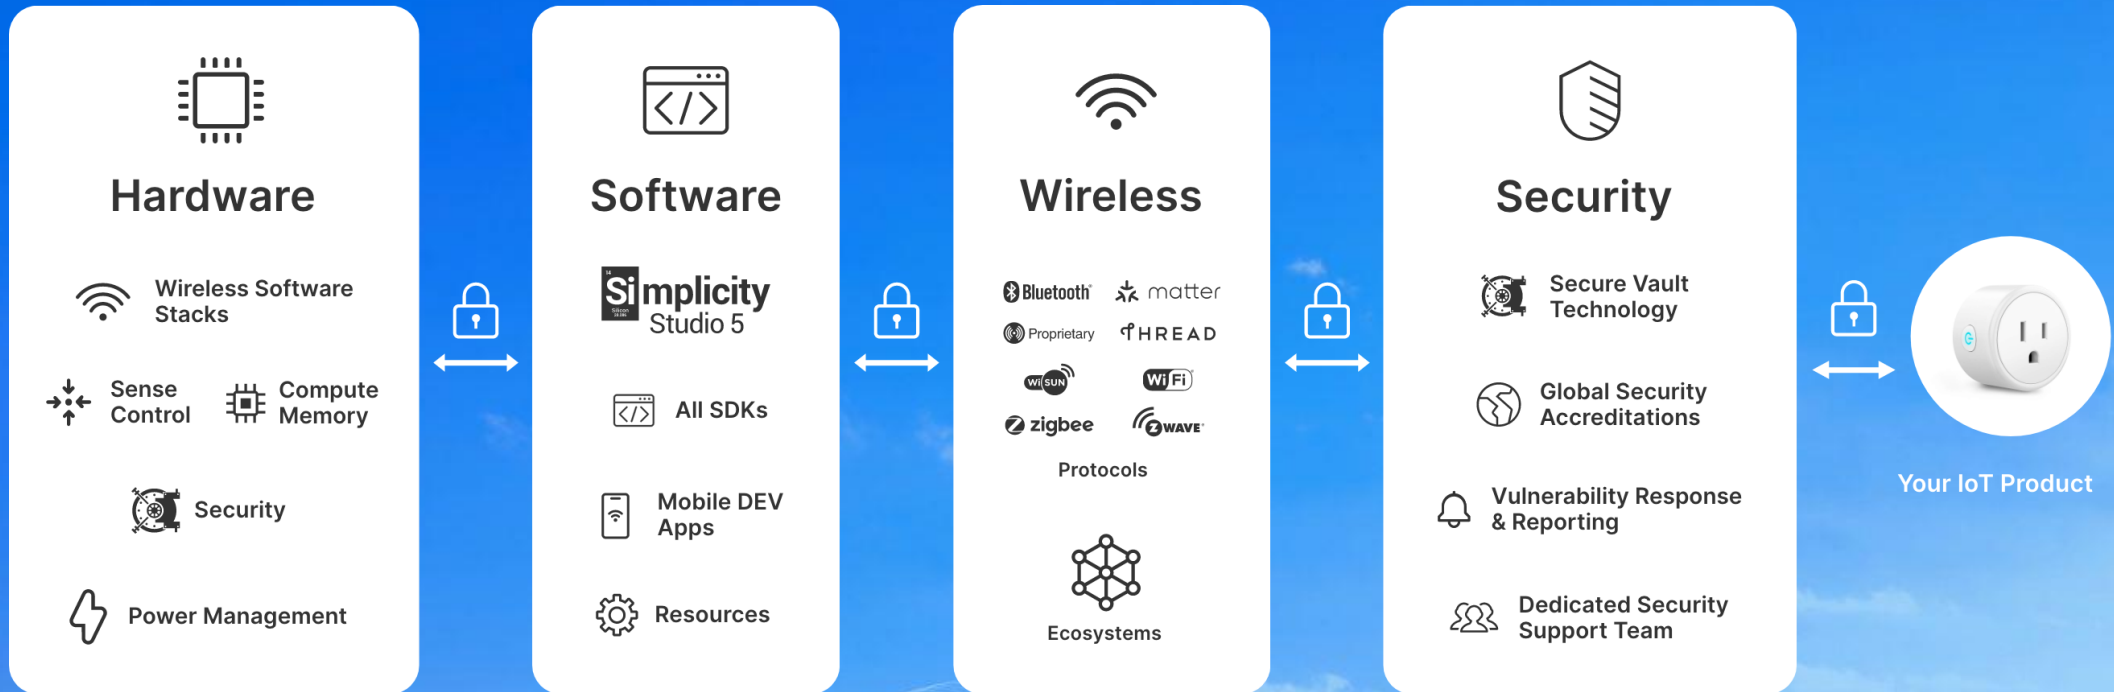 Hardware
Wireless Software
Stacks
Sense
Control
Compute
Memory
Security
Power Management
Software
14
Simplicity
Silicon
Studio 5
All SDKs
Mobile DEV
Apps
Resources
Wireless
Bluetooth®
matter
Proprietary
THREAD
Wi SUN
Wi Fi
zigbee
Z WAVE
Protocols
Ecosystems
Security
Secure Vault
Technology
Global Security
Accreditations
Vulnerability Response
& Reporting
Dedicated Security
Support Team
Your IoT Product